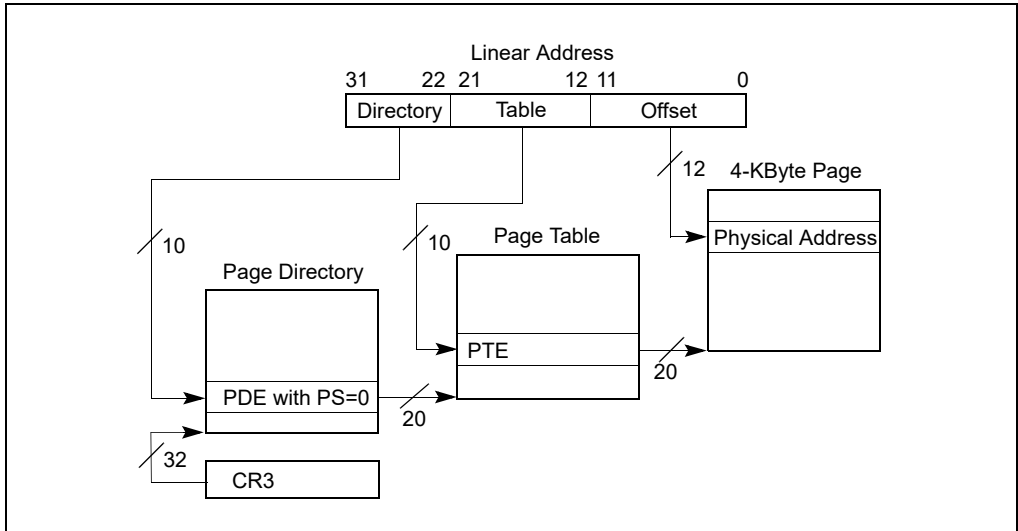 Linear Address
31 22 21 12 11 0
Directory Table Offset
12
4-KByte Page
Physical Address
10
10
Page Table
Page Directory
PTE
20
PDE with PS=0
20
32
CR3